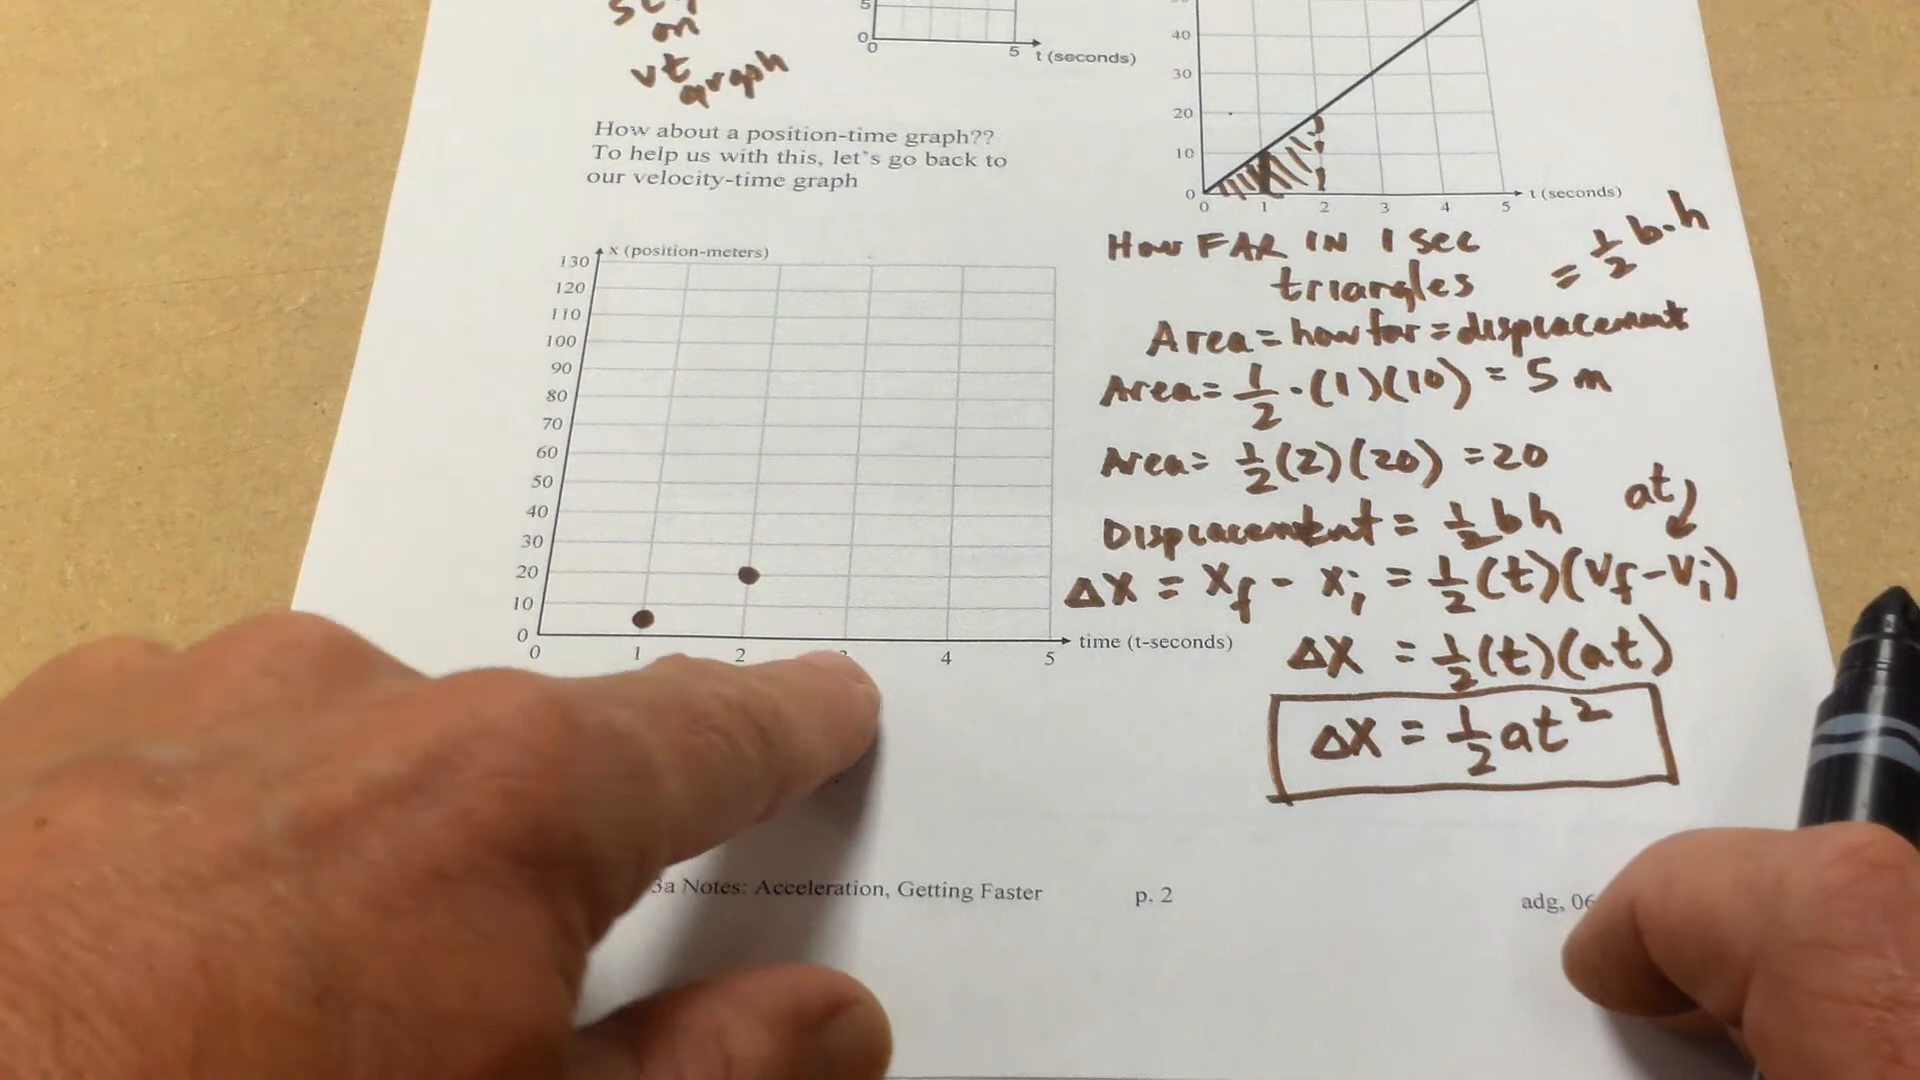 on
vt
graph
5
0
0
5 t (seconds)
40
30
20
10
0
0 1 2 3 4 5 t (seconds)
How about a position-time graph??
To help us with this, let's go back to
our velocity-time graph
x (position-meters)
130
120
110
100
90
80
70
60
50
40
30
20
10
0
0 1 2 4 5 time (t-seconds)
How FAR IN 1 sec
triangles = 1/2 b·h
Area = how far = displacement
Area = 1/2 · (1)(10) = 5 m
Area = 1/2 (2)(20) = 20
Displacement = 1/2 bh
at
Δx = xf - xi = 1/2 (t)(vf - vi)
Δx = 1/2 (t)(at)
Δx = 1/2 at²
3a Notes: Acceleration, Getting Faster p. 2 adg, 06